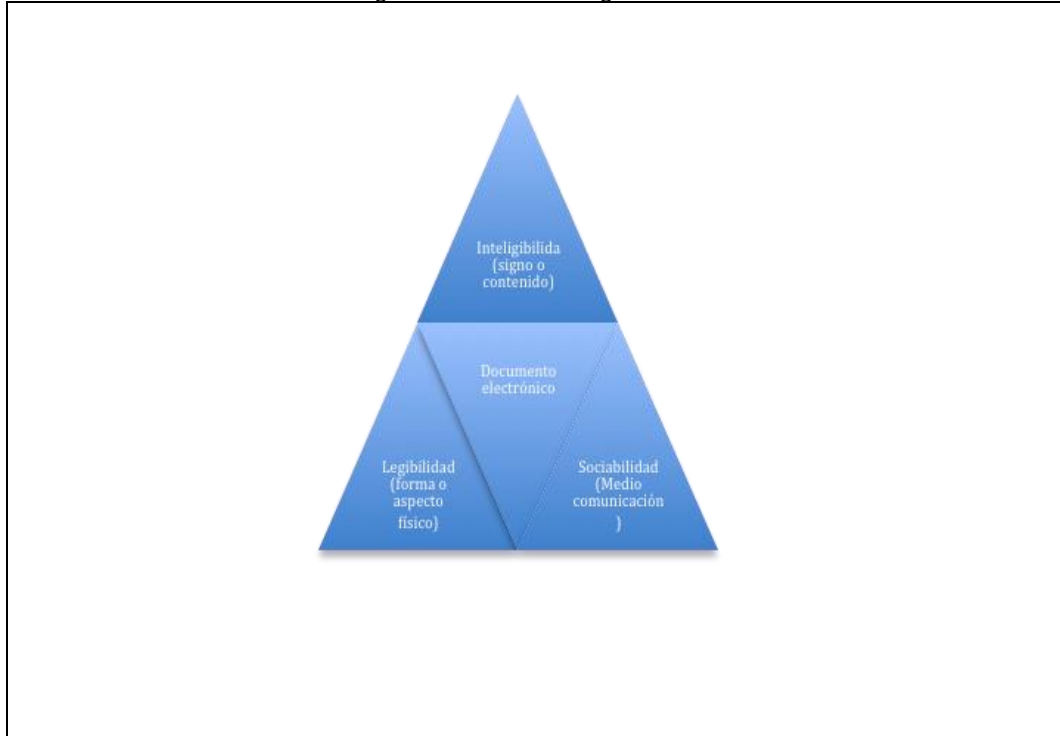 Inteligibilida
(signo o
contenido)
Documento
electrónico
Legibilidad
(forma o
aspecto
físico)
Sociabilidad
(Medio
comunicación
)